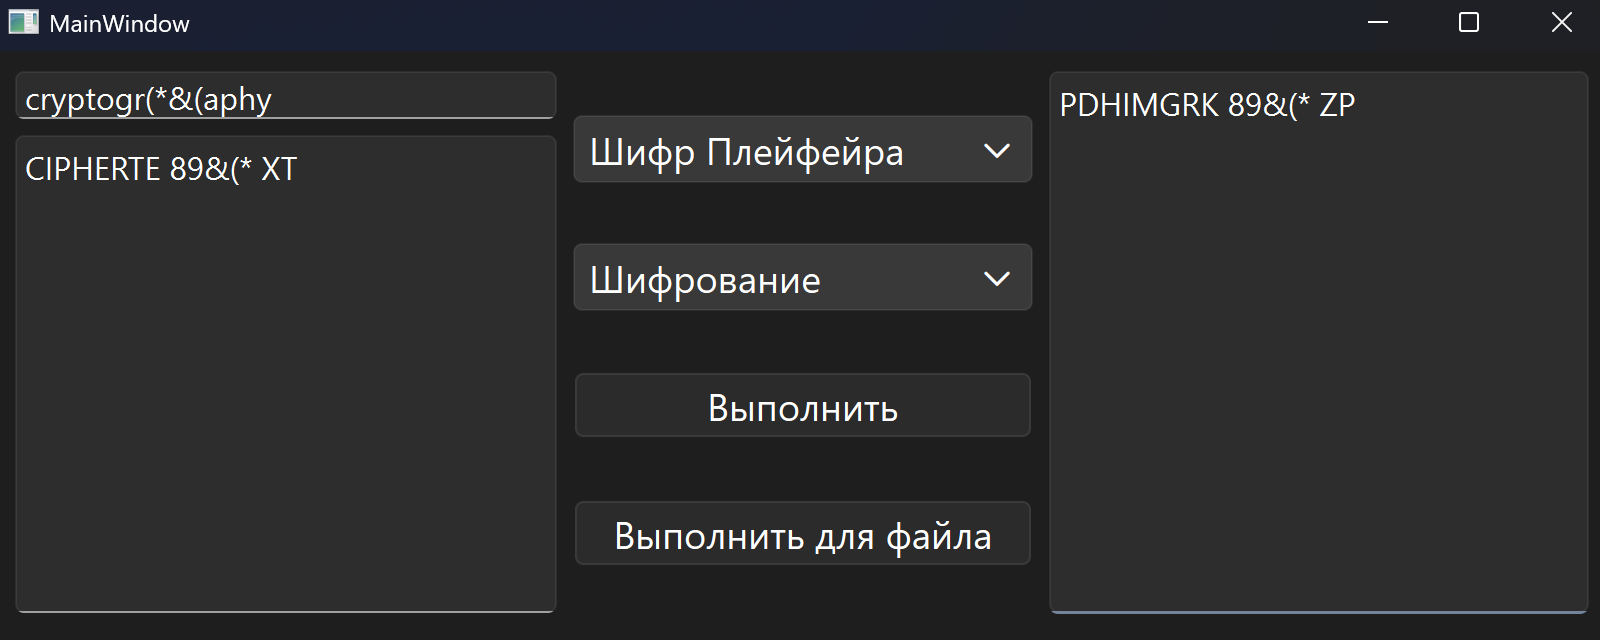 MainWindow
cryptogr(*&(aphy
CIPHERTE 89&(* XT
Шифр Плейфейра
Шифрование
Выполнить
Выполнить для файла
PDHIMGRK 89&(* ZP